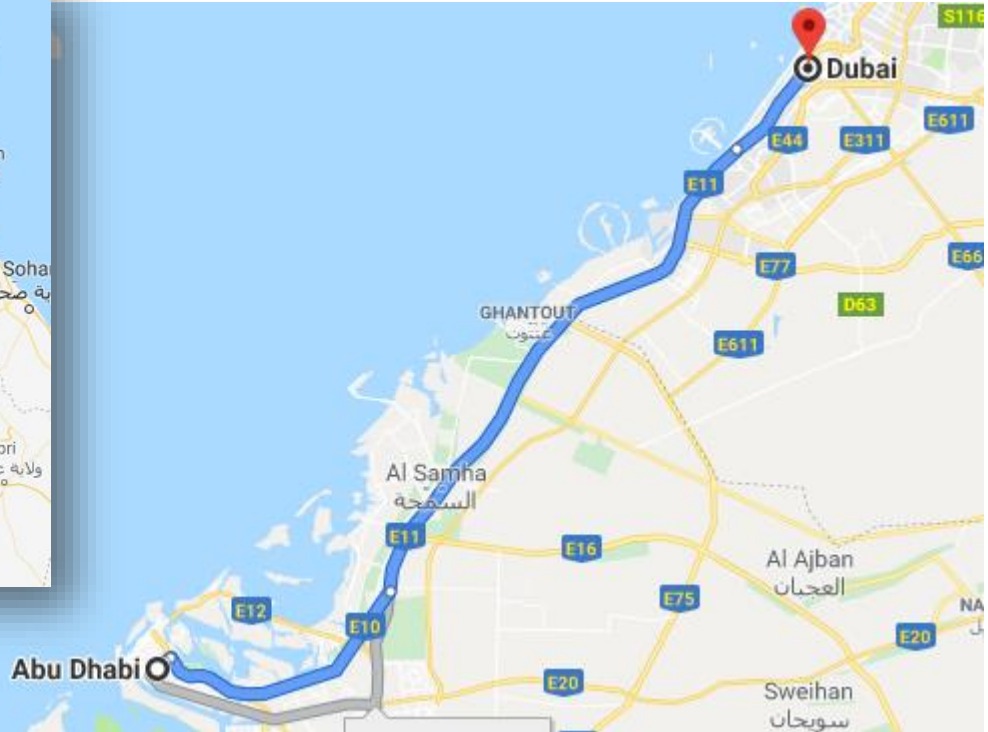 S116
Dubai
E611
E44
E311
E11
Sohar
E66
E77
D63
GHANTOUT
غنتوت
E611
Al Samha
السمحة
E11
E16
Al Ajban
العجبان
E75
E12
E10
E20
Abu Dhabi
E20
Sweihan
سويحان